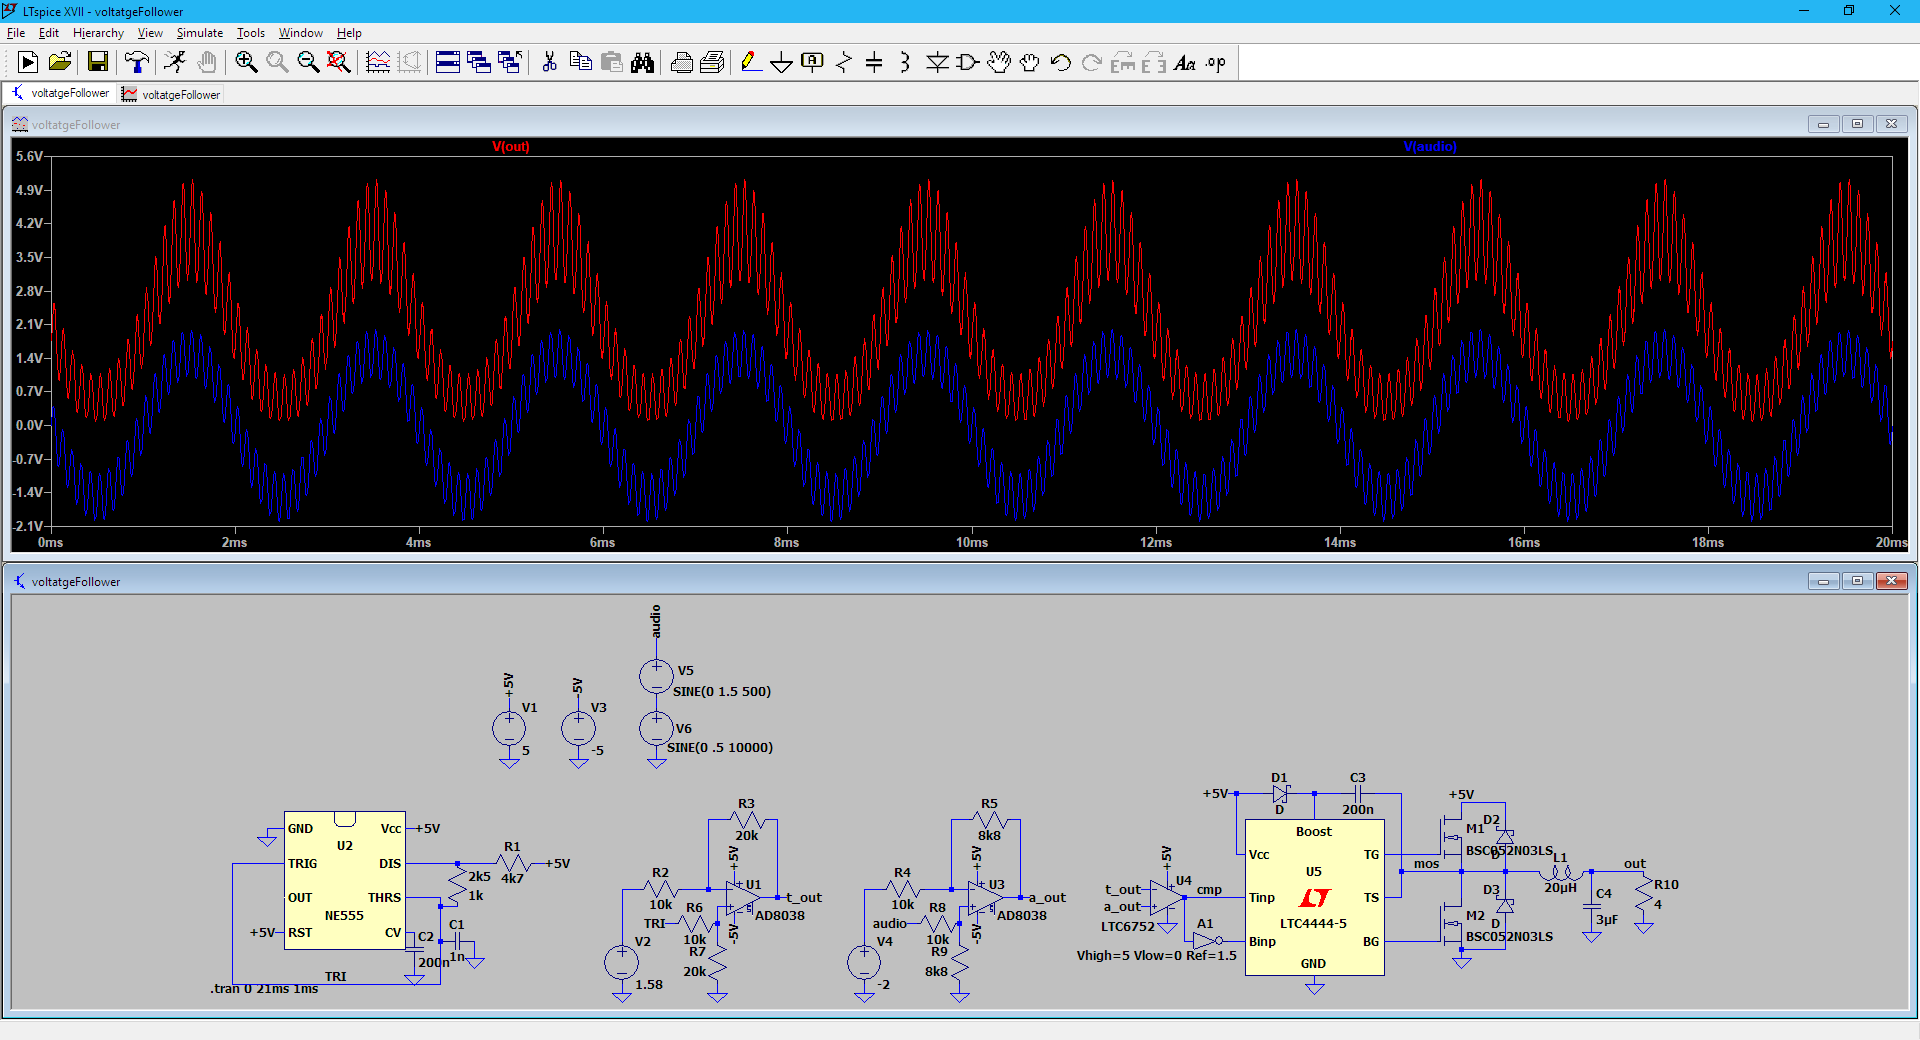 LTspice XVII - voltatgeFollower
File Edit Hierarchy View Simulate Tools Window Help
.op
voltatgeFollower voltatgeFollower
voltatgeFollower
V(out) V(audio)
5.6V
4.9V
4.2V
3.5V
2.8V
2.1V
1.4V
0.7V
0.0V
-0.7V
-1.4V
-2.1V
0ms 2ms 4ms 6ms 8ms 10ms 12ms 14ms 16ms 18ms 20ms
voltatgeFollower
audio
V5
SINE(0 1.5 500)
+5V
V1
5
-5V
V3
-5
V6
SINE(0 .5 10000)
GND
Vcc
+5V
U2
TRIG
DIS
R1
4k7
+5V
2k5
1k
OUT
THRS
NE555
+5V
RST
CV
C2
200n
C1
1n
TRI
.tran 0 21ms 1ms
R3
20k
R2
10k
+5V
U1
t_out
AD8038
-5V
TRI
R6
10k
R7
20k
V2
1.58
R5
8k8
R4
10k
+5V
U3
a_out
AD8038
-5V
audio
R8
10k
R9
8k8
V4
-2
+5V
t_out
a_out
U4
LTC6752
cmp
A1
Vhigh=5 Vlow=0 Ref=1.5
+5V
D1
D
C3
200n
Boost
Vcc
TG
U5
Tinp
TS
LTC4444-5
Binp
BG
GND
+5V
M1
BSC052N03LS
D2
D
mos
L1
20µH
out
M2
BSC052N03LS
D3
D
C4
3µF
R10
4